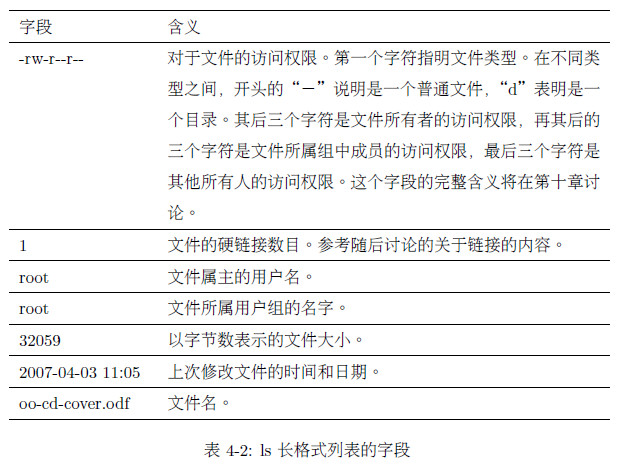 字段 含义
-rw-r--r-- 对于文件的访问权限。第一个字符指明文件类型。在不同类
型之间，开头的“－”说明是一个普通文件，“d”表明是一
个目录。其后三个字符是文件所有者的访问权限，再其后的
三个字符是文件所属组中成员的访问权限，最后三个字符是
其他所有人的访问权限。这个字段的完整含义将在第十章讨
论。
1 文件的硬链接数目。参考随后讨论的关于链接的内容。
root 文件属主的用户名。
root 文件所属用户组的名字。
32059 以字节数表示的文件大小。
2007-04-03 11:05 上次修改文件的时间和日期。
oo-cd-cover.odf 文件名。
表 4-2: ls 长格式列表的字段